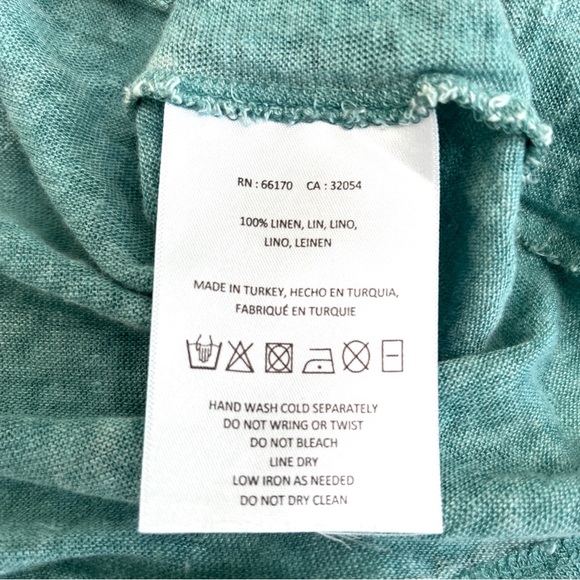 RN : 66170 CA : 32054
100% LINEN, LIN, LINO,
LINO, LEINEN
MADE IN TURKEY, HECHO EN TURQUIA,
FABRIQUÉ EN TURQUIE
HAND WASH COLD SEPARATELY
DO NOT WRING OR TWIST
DO NOT BLEACH
LINE DRY
LOW IRON AS NEEDED
DO NOT DRY CLEAN